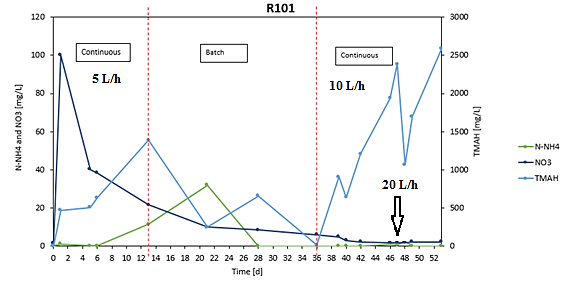 R101
120
100
80
60
40
20
0
N-NH4 and NO3 [mg/L]
Continuous
5 L/h
Batch
Continuous
10 L/h
20 L/h
3000
2500
2000
1500
1000
500
0
TMAH [mg/L]
N-NH4
NO3
TMAH
0 2 4 6 8 10 12 14 16 18 20 22 24 26 28 30 32 34 36 38 40 42 44 46 48 50 52
Time [d]